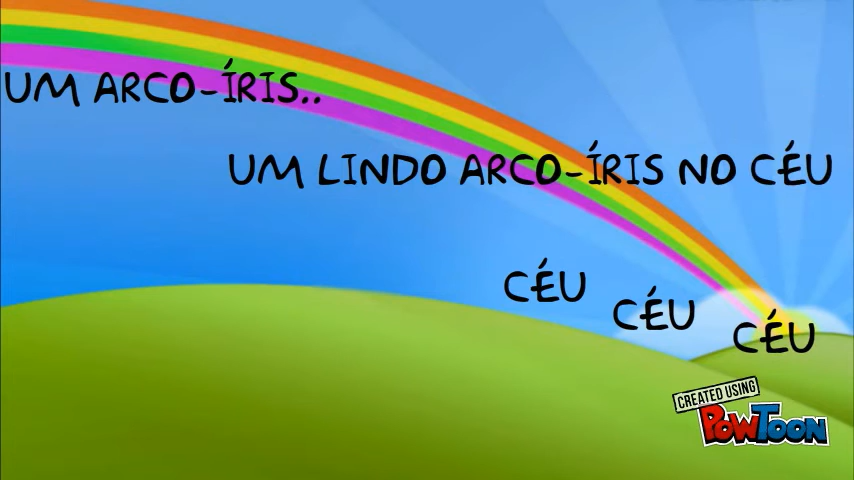 UM ARCO-ÍRIS..
UM LINDO ARCO-ÍRIS NO CÉU
CÉU
CÉU
CÉU
CREATED USING
POWTOON